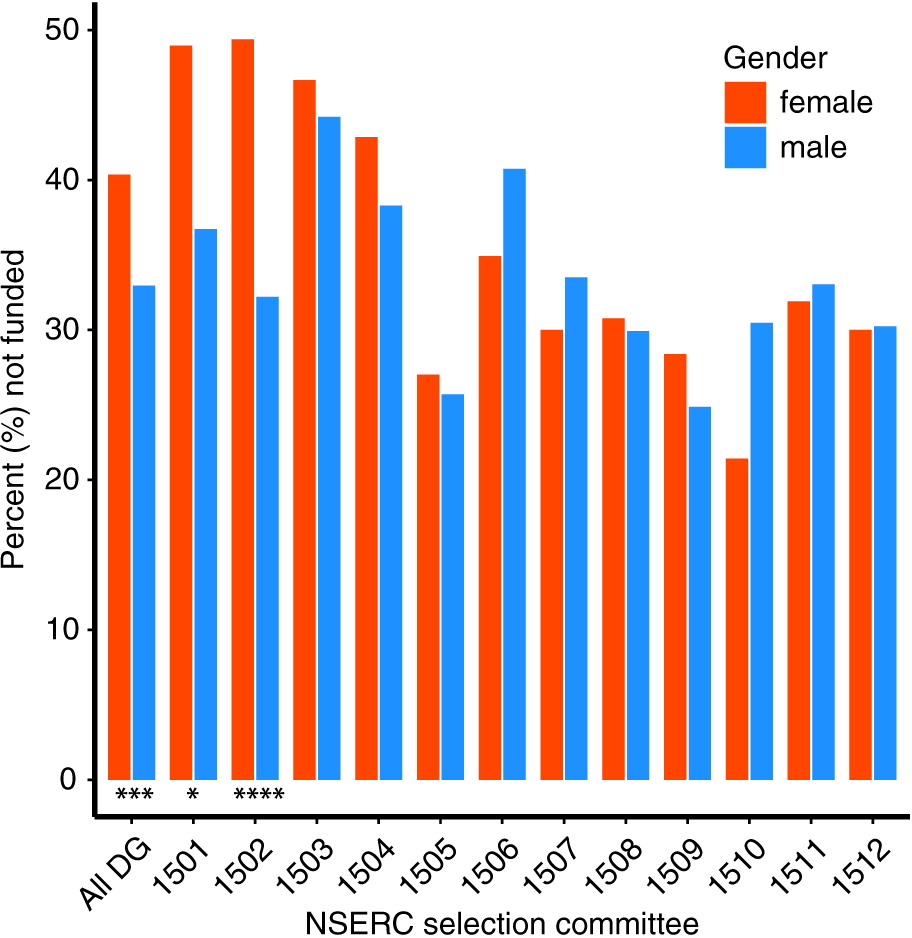 Percent (%) not funded
50
40
30
20
10
0
Gender
female
male
*** * ****
All DG 1501 1502 1503 1504 1505 1506 1507 1508 1509 1510 1511 1512
NSERC selection committee